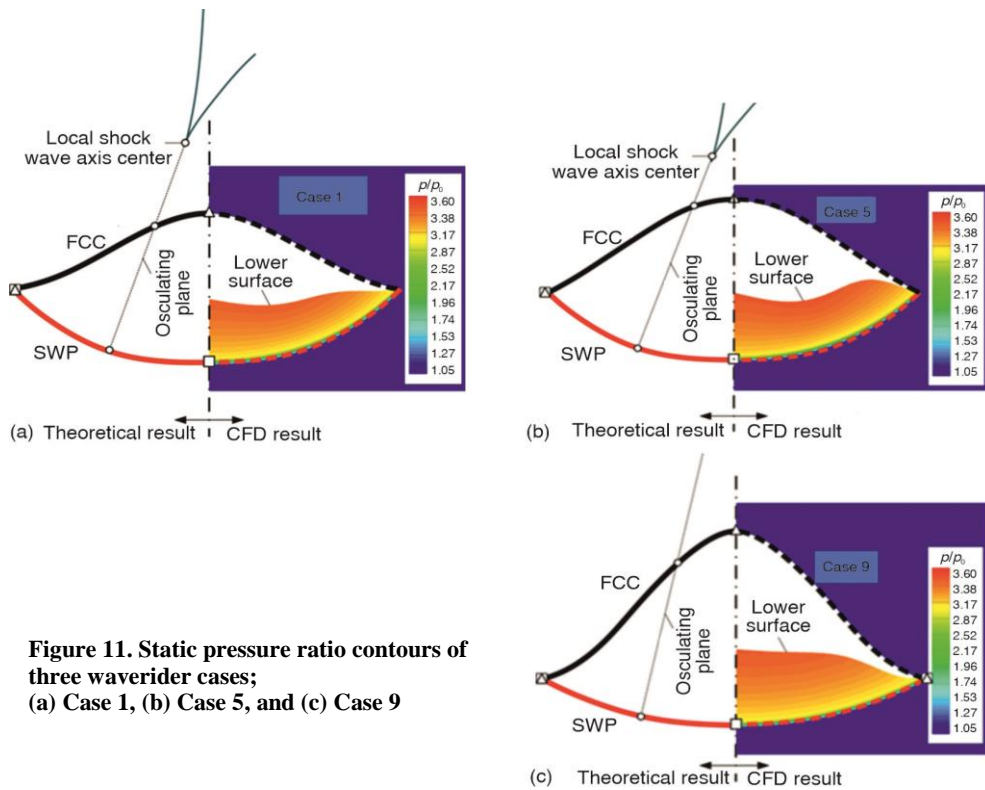 Local shock
wave axis center
Case 1
p/p₀
3.60
3.38
3.17
2.87
2.52
2.17
1.96
1.74
1.53
1.27
1.05
FCC
Osculating
plane
Lower
surface
SWP
(a) Theoretical result CFD result
Local shock
wave axis center
Case 5
p/p₀
3.60
3.38
3.17
2.87
2.52
2.17
1.96
1.74
1.53
1.27
1.05
FCC
Osculating
plane
Lower
surface
SWP
(b) Theoretical result CFD result
Case 9
p/p₀
3.60
3.38
3.17
2.87
2.52
2.17
1.96
1.74
1.53
1.27
1.05
FCC
Osculating
plane
Lower
surface
SWP
(c) Theoretical result CFD result
Figure 11. Static pressure ratio contours of
three waverider cases;
(a) Case 1, (b) Case 5, and (c) Case 9